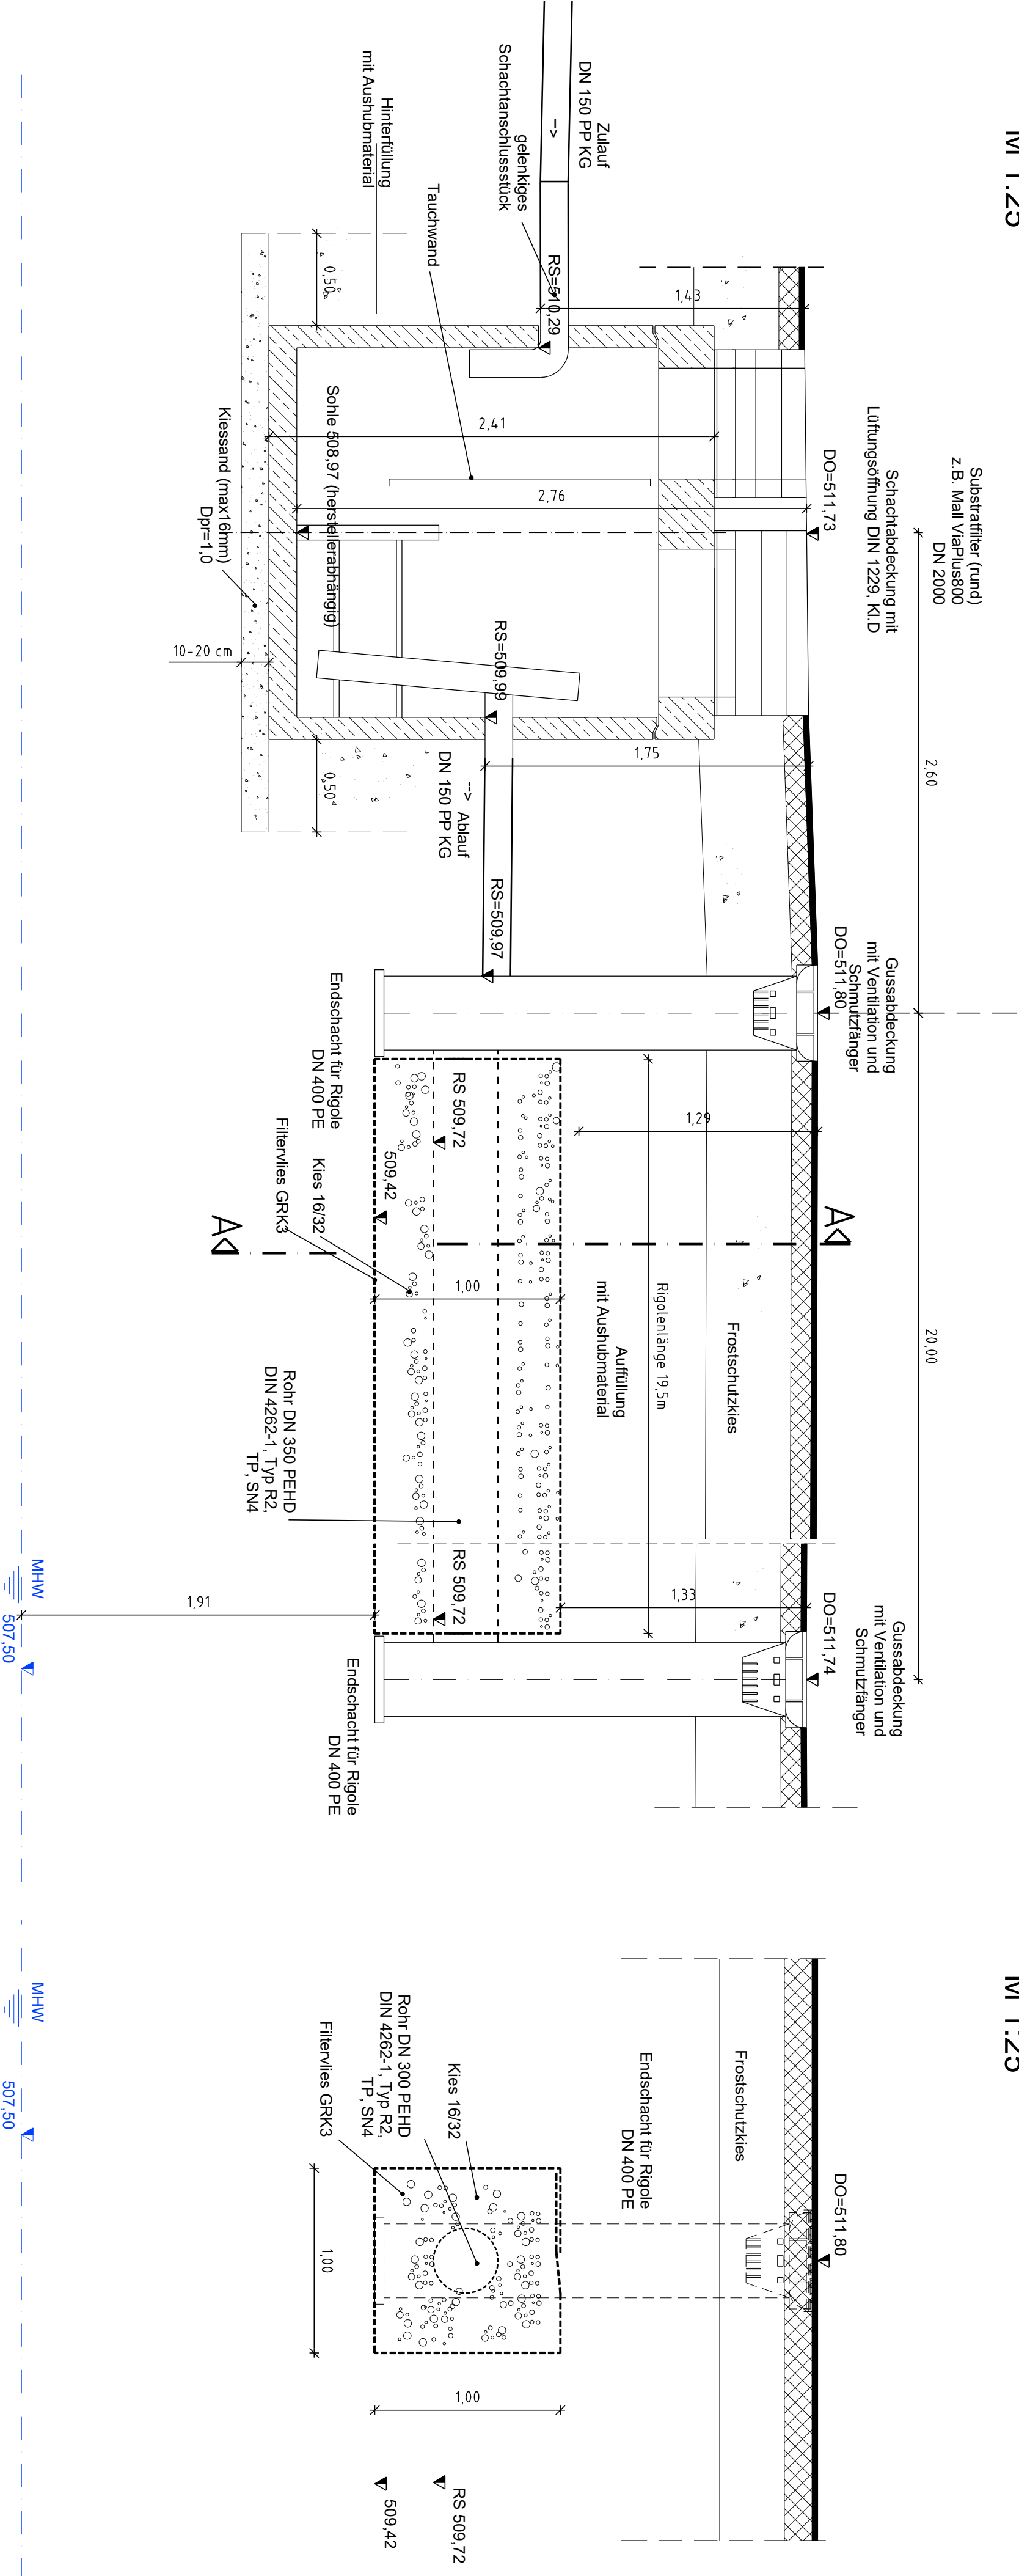 M 1:25
Substratfilter (rund)
z.B. Mall ViaPlus800
DN 2000
Schachtabdeckung mit
Lüftungsöffnung DIN 1229, Kl.D
DO=511,73
2,60
20,00
Gussabdeckung
mit Ventilation und
Schmutzfänger
DO=511,80
Gussabdeckung
mit Ventilation und
Schmutzfänger
DO=511,74
Zulauf
DN 150 PP KG
-->
gelenkiges
Schachtanschlussstück
RS=510,29
1,43
Tauchwand
Hinterfüllung
mit Aushubmaterial
0,50
2,41
2,76
Sohle 508,97 (herstellerabhängig)
Kiessand (max16mm)
Dpr=1,0
10-20 cm
RS=509,99
1,75
--> Ablauf
DN 150 PP KG
0,50
RS=509,97
1,29
A
Frostschutzkies
Auffüllung
mit Aushubmaterial
Rigolenlänge 19,5m
RS 509,72
509,42
1,00
RS 509,72
1,33
Endschacht für Rigole
DN 400 PE
Kies 16/32
Filtervlies GRK3
A
Rohr DN 350 PEHD
DIN 4262-1, Typ R2,
TP, SN4
Endschacht für Rigole
DN 400 PE
1,91
MHW
507,50
M 1:25
DO=511,80
Frostschutzkies
Endschacht für Rigole
DN 400 PE
Kies 16/32
Rohr DN 300 PEHD
DIN 4262-1, Typ R2,
TP, SN4
Filtervlies GRK3
1,00
1,00
RS 509,72
509,42
MHW
507,50